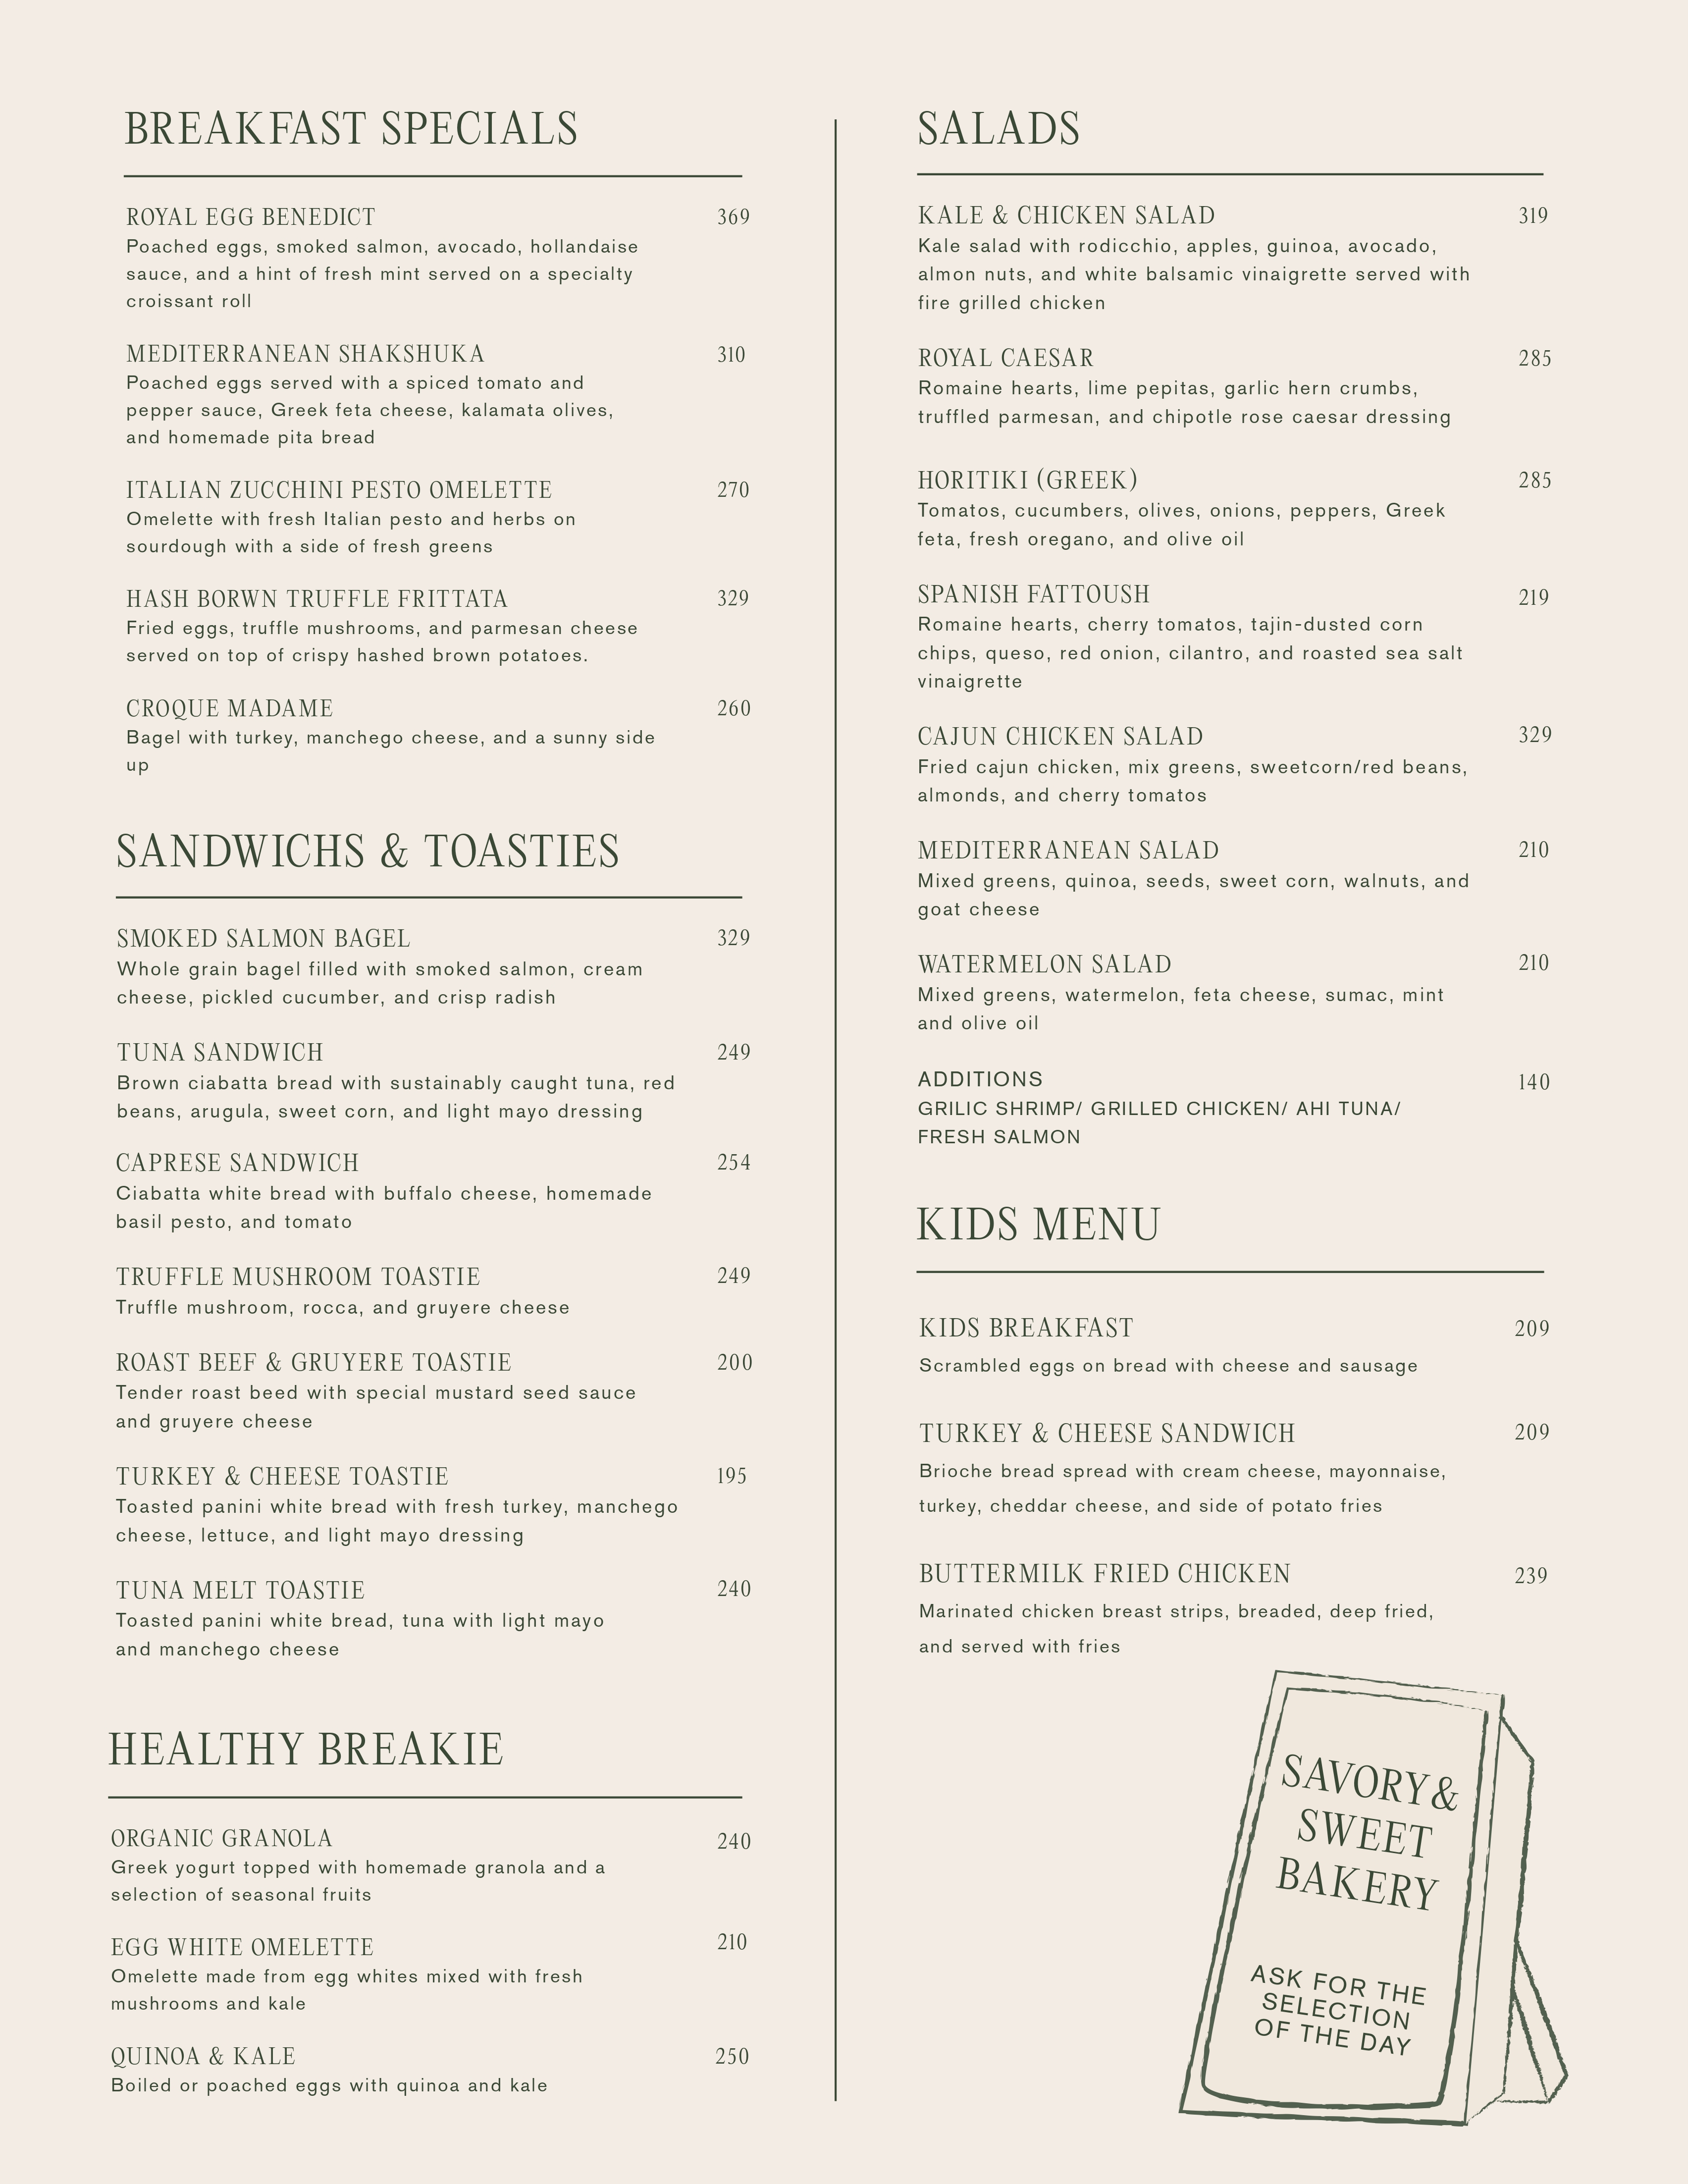 BREAKFAST SPECIALS
ROYAL EGG BENEDICT 369
Poached eggs, smoked salmon, avocado, hollandaise
sauce, and a hint of fresh mint served on a specialty
croissant roll
MEDITERRANEAN SHAKSHUKA 310
Poached eggs served with a spiced tomato and
pepper sauce, Greek feta cheese, kalamata olives,
and homemade pita bread
ITALIAN ZUCCHINI PESTO OMELETTE 270
Omelette with fresh Italian pesto and herbs on
sourdough with a side of fresh greens
HASH BORWN TRUFFLE FRITTATA 329
Fried eggs, truffle mushrooms, and parmesan cheese
served on top of crispy hashed brown potatoes.
CROQUE MADAME 260
Bagel with turkey, manchego cheese, and a sunny side
up
SANDWICHS & TOASTIES
SMOKED SALMON BAGEL 329
Whole grain bagel filled with smoked salmon, cream
cheese, pickled cucumber, and crisp radish
TUNA SANDWICH 249
Brown ciabatta bread with sustainably caught tuna, red
beans, arugula, sweet corn, and light mayo dressing
CAPRESE SANDWICH 254
Ciabatta white bread with buffalo cheese, homemade
basil pesto, and tomato
TRUFFLE MUSHROOM TOASTIE 249
Truffle mushroom, rocca, and gruyere cheese
ROAST BEEF & GRUYERE TOASTIE 200
Tender roast beed with special mustard seed sauce
and gruyere cheese
TURKEY & CHEESE TOASTIE 195
Toasted panini white bread with fresh turkey, manchego
cheese, lettuce, and light mayo dressing
TUNA MELT TOASTIE 240
Toasted panini white bread, tuna with light mayo
and manchego cheese
HEALTHY BREAKIE
ORGANIC GRANOLA 240
Greek yogurt topped with homemade granola and a
selection of seasonal fruits
EGG WHITE OMELETTE 210
Omelette made from egg whites mixed with fresh
mushrooms and kale
QUINOA & KALE 250
Boiled or poached eggs with quinoa and kale
SALADS
KALE & CHICKEN SALAD 319
Kale salad with rodicchio, apples, guinoa, avocado,
almon nuts, and white balsamic vinaigrette served with
fire grilled chicken
ROYAL CAESAR 285
Romaine hearts, lime pepitas, garlic hern crumbs,
truffled parmesan, and chipotle rose caesar dressing
HORITIKI (GREEK) 285
Tomatos, cucumbers, olives, onions, peppers, Greek
feta, fresh oregano, and olive oil
SPANISH FATTOUSH 219
Romaine hearts, cherry tomatos, tajin-dusted corn
chips, queso, red onion, cilantro, and roasted sea salt
vinaigrette
CAJUN CHICKEN SALAD 329
Fried cajun chicken, mix greens, sweetcorn/red beans,
almonds, and cherry tomatos
MEDITERRANEAN SALAD 210
Mixed greens, quinoa, seeds, sweet corn, walnuts, and
goat cheese
WATERMELON SALAD 210
Mixed greens, watermelon, feta cheese, sumac, mint
and olive oil
ADDITIONS 140
GRILIC SHRIMP/ GRILLED CHICKEN/ AHI TUNA/
FRESH SALMON
KIDS MENU
KIDS BREAKFAST 209
Scrambled eggs on bread with cheese and sausage
TURKEY & CHEESE SANDWICH 209
Brioche bread spread with cream cheese, mayonnaise,
turkey, cheddar cheese, and side of potato fries
BUTTERMILK FRIED CHICKEN 239
Marinated chicken breast strips, breaded, deep fried,
and served with fries
SAVORY&
SWEET
BAKERY
ASK FOR THE
SELECTION
OF THE DAY